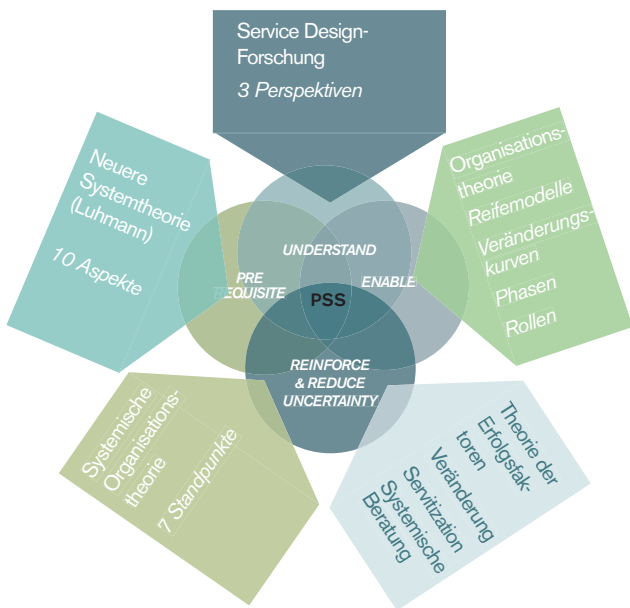 Service Design-
Forschung
3 Perspektiven
Neuere
Systemtheorie
(Luhmann)
10 Aspekte
Organisations-
theorie
Reifemodelle
Veränderungs-
kurven
Phasen
Rollen
UNDERSTAND
PRE
REQUISITE
ENABLE
PSS
REINFORCE
& REDUCE
UNCERTAINTY
Systemische
Organisations-
theorie
7 Standpunkte
Theorie der
Erfolgsfak-
toren
Veränderung
Servitization
Systemische
Beratung